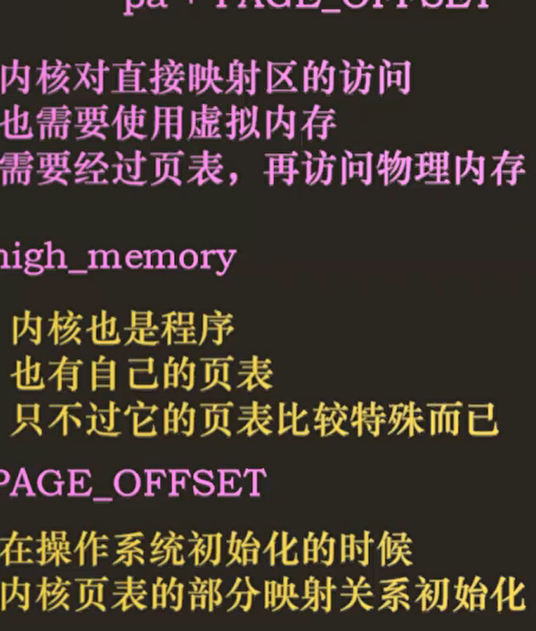 pa + PAGE_OFFSET
内核对直接映射区的访问
也需要使用虚拟内存
需要经过页表，再访问物理内存
high_memory
内核也是程序
也有自己的页表
只不过它的页表比较特殊而已
PAGE_OFFSET
在操作系统初始化的时候
内核页表的部分映射关系初始化